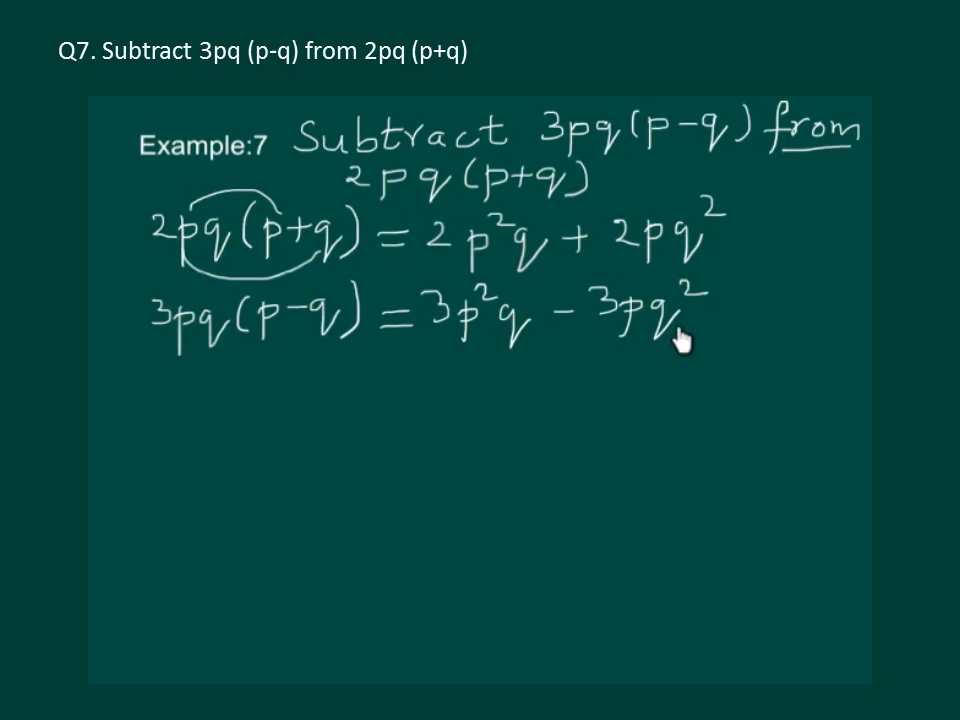 Q7. Subtract 3pq (p-q) from 2pq (p+q)
Example:7 Subtract 3pq(p-q) from
2pq(p+q)
2pq(p+q) = 2p²q + 2pq²
3pq(p-q) = 3p²q - 3pq²